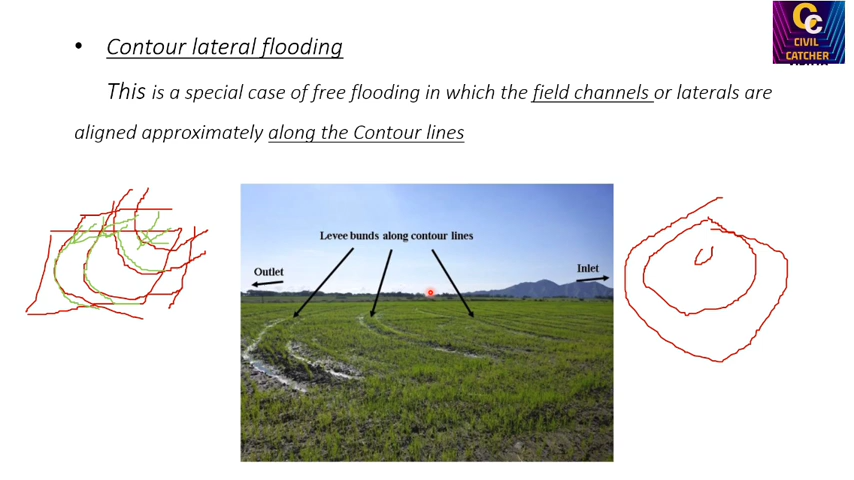 CIVIL
CATCHER
• Contour lateral flooding
This is a special case of free flooding in which the field channels or laterals are
aligned approximately along the Contour lines
Levee bunds along contour lines
Outlet
Inlet